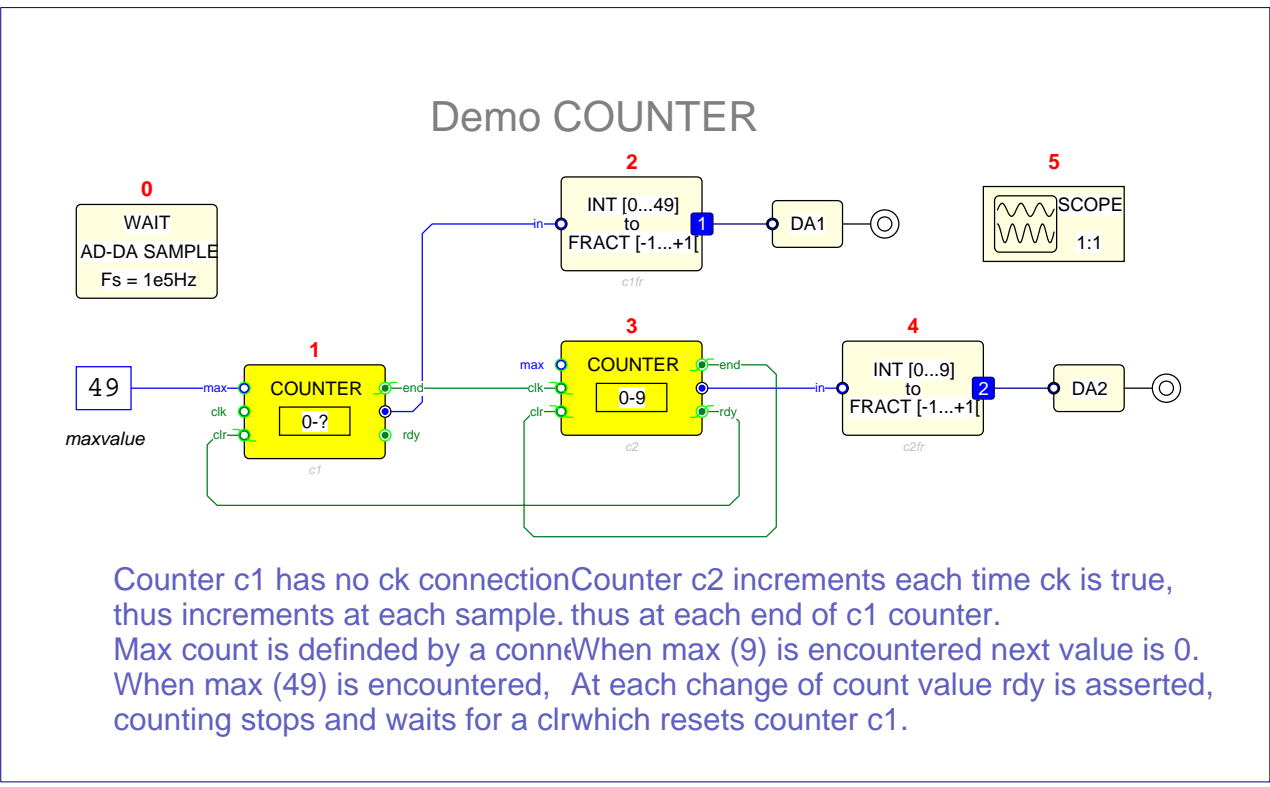 Demo COUNTER
0
WAIT
AD-DA SAMPLE
Fs = 1e5Hz
2
INT [0...49]
to
FRACT [-1...+1[
in
1
c1fr
DA1
5
SCOPE
1:1
49
maxvalue
1
COUNTER
0-?
max
clk
clr
end
rdy
c1
3
COUNTER
0-9
max
clk
clr
end
rdy
c2
4
INT [0...9]
to
FRACT [-1...+1[
in
2
c2fr
DA2
Counter c1 has no ck connection
thus increments at each sample.
Max count is definded by a conne
When max (49) is encountered,
counting stops and waits for a clr
Counter c2 increments each time ck is true,
thus at each end of c1 counter.
When max (9) is encountered next value is 0.
At each change of count value rdy is asserted,
which resets counter c1.